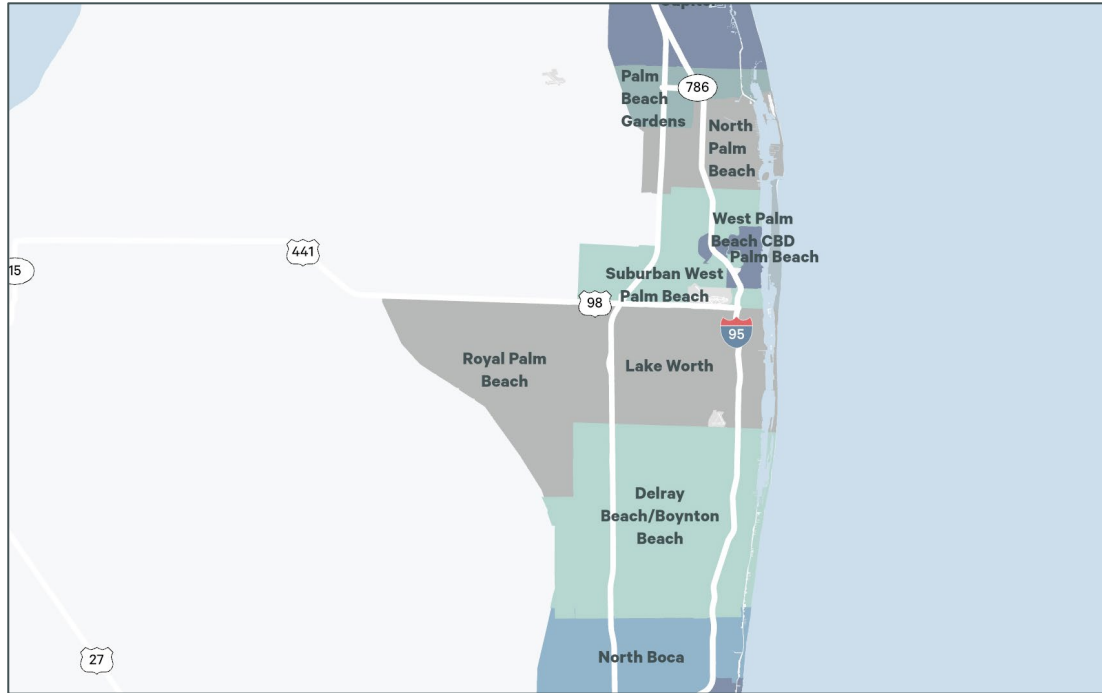 Palm
Beach
Gardens
786
North
Palm
Beach
West Palm
Beach CBD
Palm Beach
441
15
Suburban West
Palm Beach
98
95
Royal Palm
Beach
Lake Worth
Delray
Beach/Boynton
Beach
North Boca
27